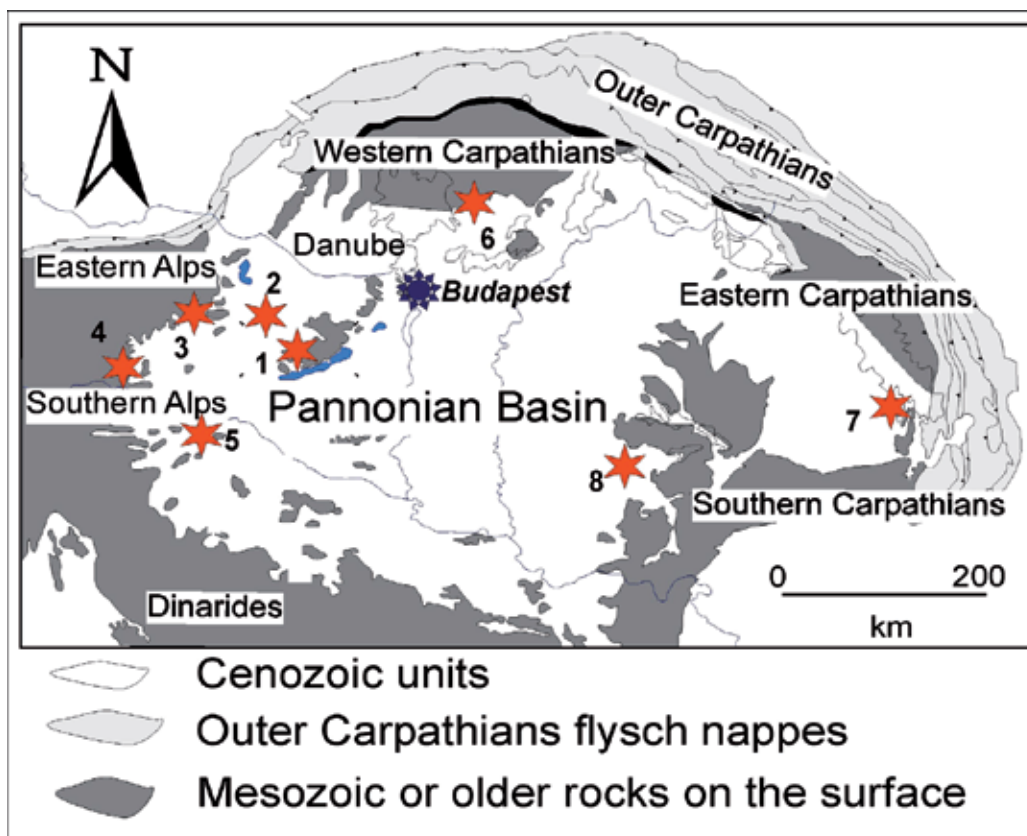 N
Outer Carpathians
Western Carpathians
6
Danube
Eastern Alps
2
Budapest
Eastern Carpathians
4
3
1
Southern Alps
Pannonian Basin
7
5
8
Southern Carpathians
0 200
km
Dinarides
Cenozoic units
Outer Carpathians flysch nappes
Mesozoic or older rocks on the surface